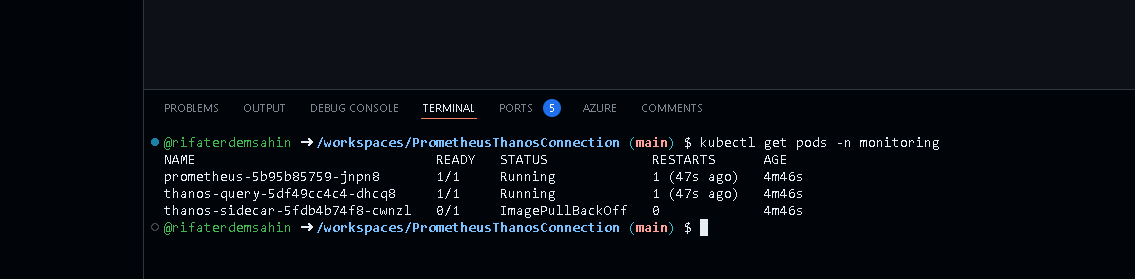 PROBLEMS OUTPUT DEBUG CONSOLE TERMINAL PORTS 5 AZURE COMMENTS
@rifaterdemsahin ➜ /workspaces/PrometheusThanosConnection (main) $ kubectl get pods -n monitoring
NAME READY STATUS RESTARTS AGE
prometheus-5b95b85759-jnpn8 1/1 Running 1 (47s ago) 4m46s
thanos-query-5df49cc4c4-dhcq8 1/1 Running 1 (47s ago) 4m46s
thanos-sidecar-5fdb4b74f8-cwnzl 0/1 ImagePullBackOff 0 4m46s
@rifaterdemsahin ➜ /workspaces/PrometheusThanosConnection (main) $